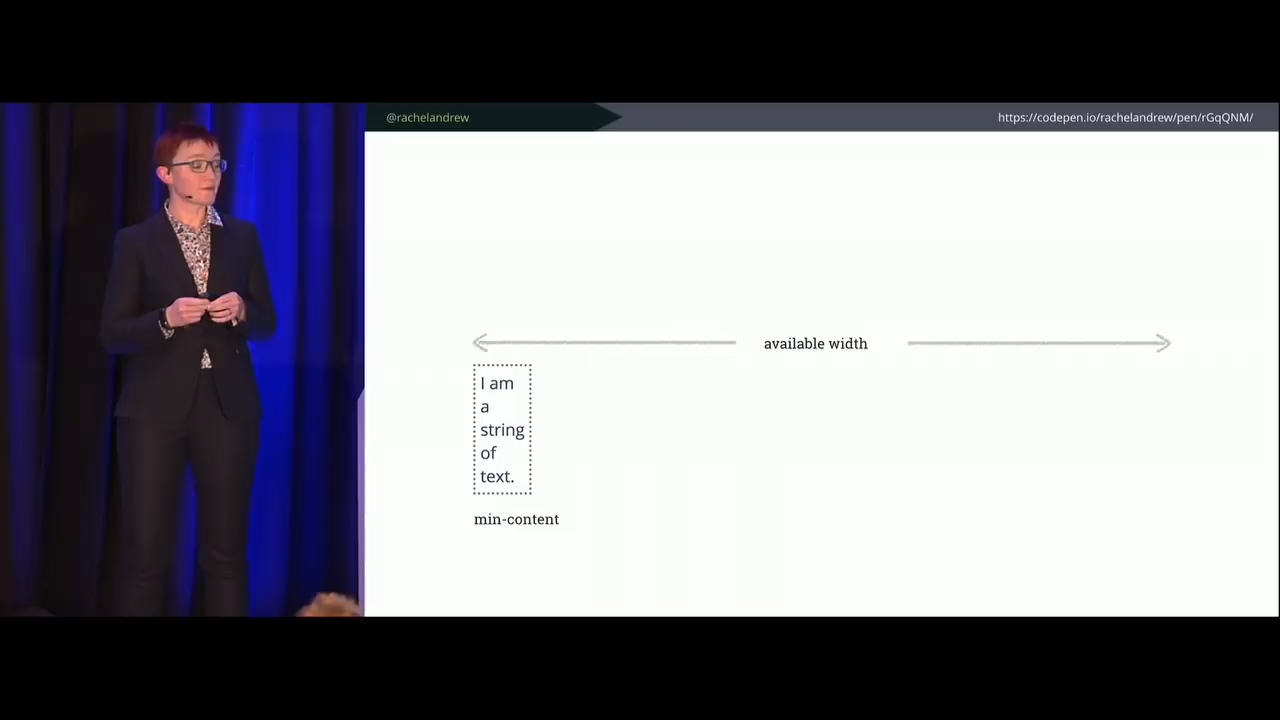 @rachelandrew
https://codepen.io/rachelandrew/pen/rGqQNM/
available width
I am
a
string
of
text.
min-content